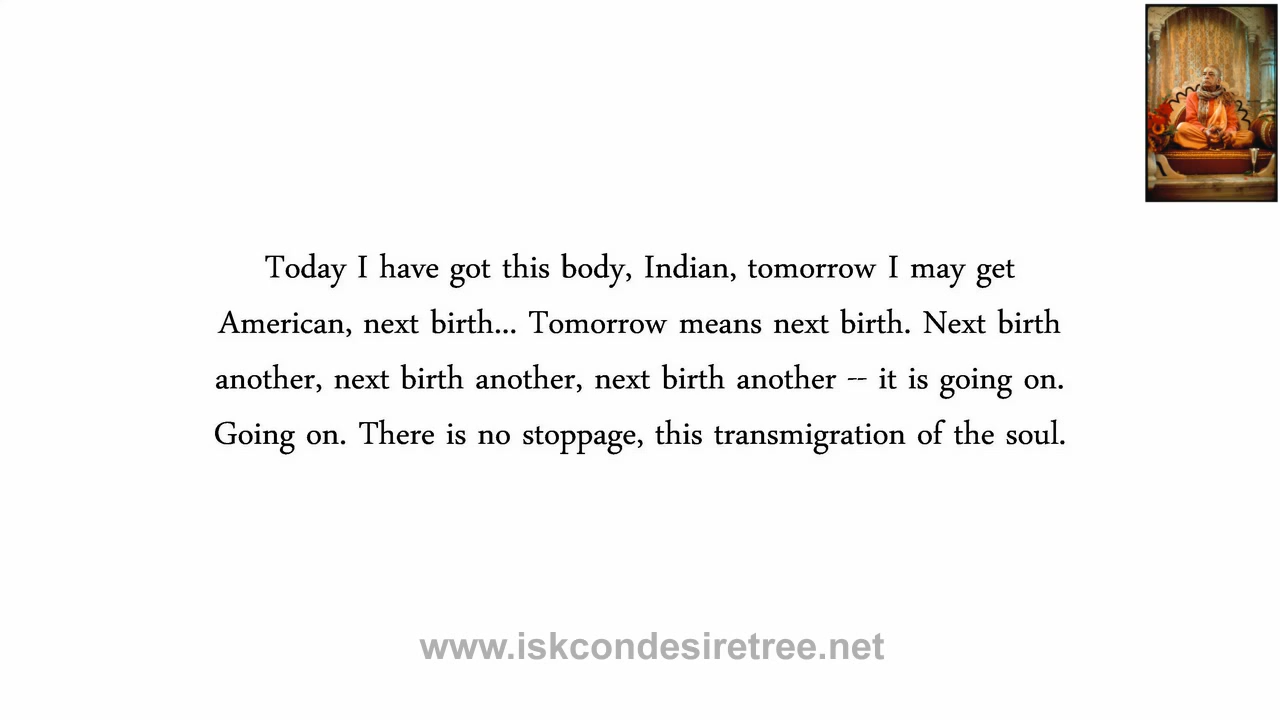 Today I have got this body, Indian, tomorrow I may get
American, next birth... Tomorrow means next birth. Next birth
another, next birth another, next birth another -- it is going on.
Going on. There is no stoppage, this transmigration of the soul.
www.iskcondesiretree.net